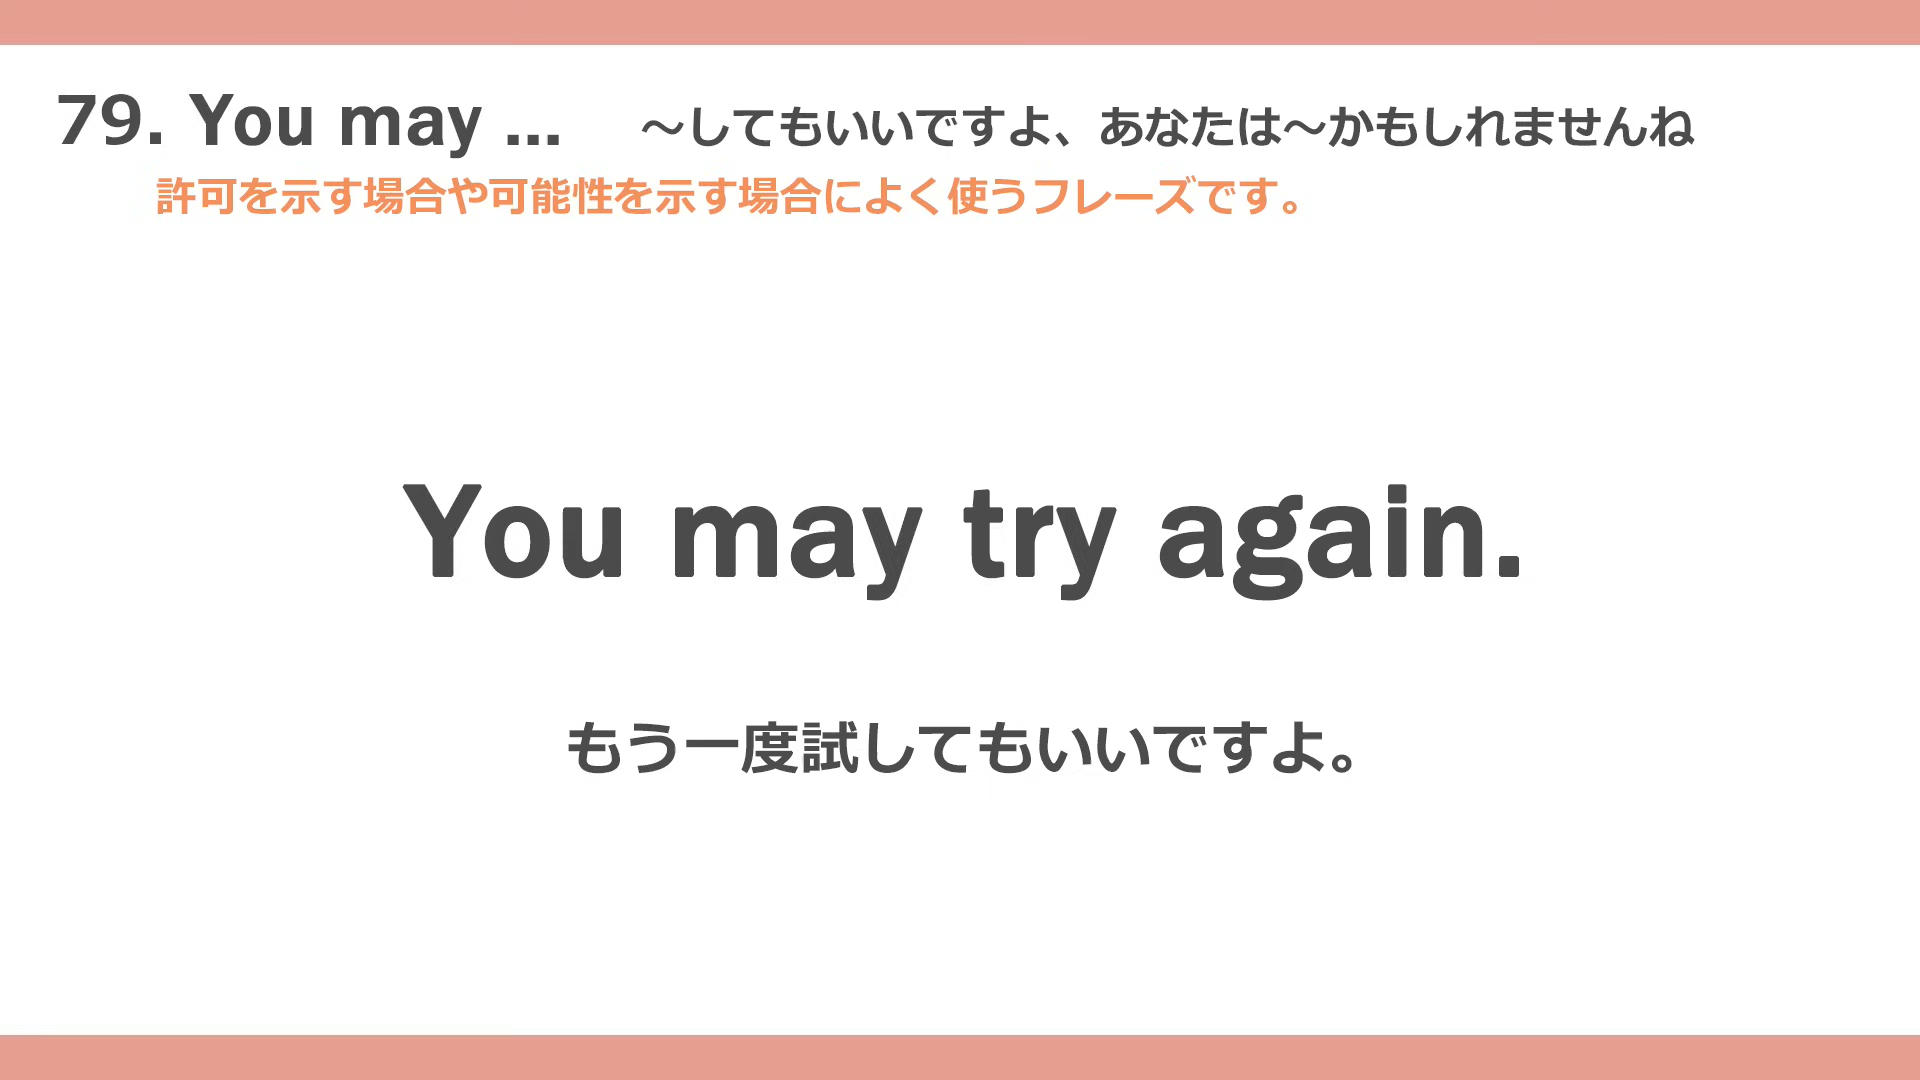 79. You may ... ～してもいいですよ、あなたは～かもしれませんね
許可を示す場合や可能性を示す場合によく使うフレーズです。
You may try again.
もう一度試してもいいですよ。